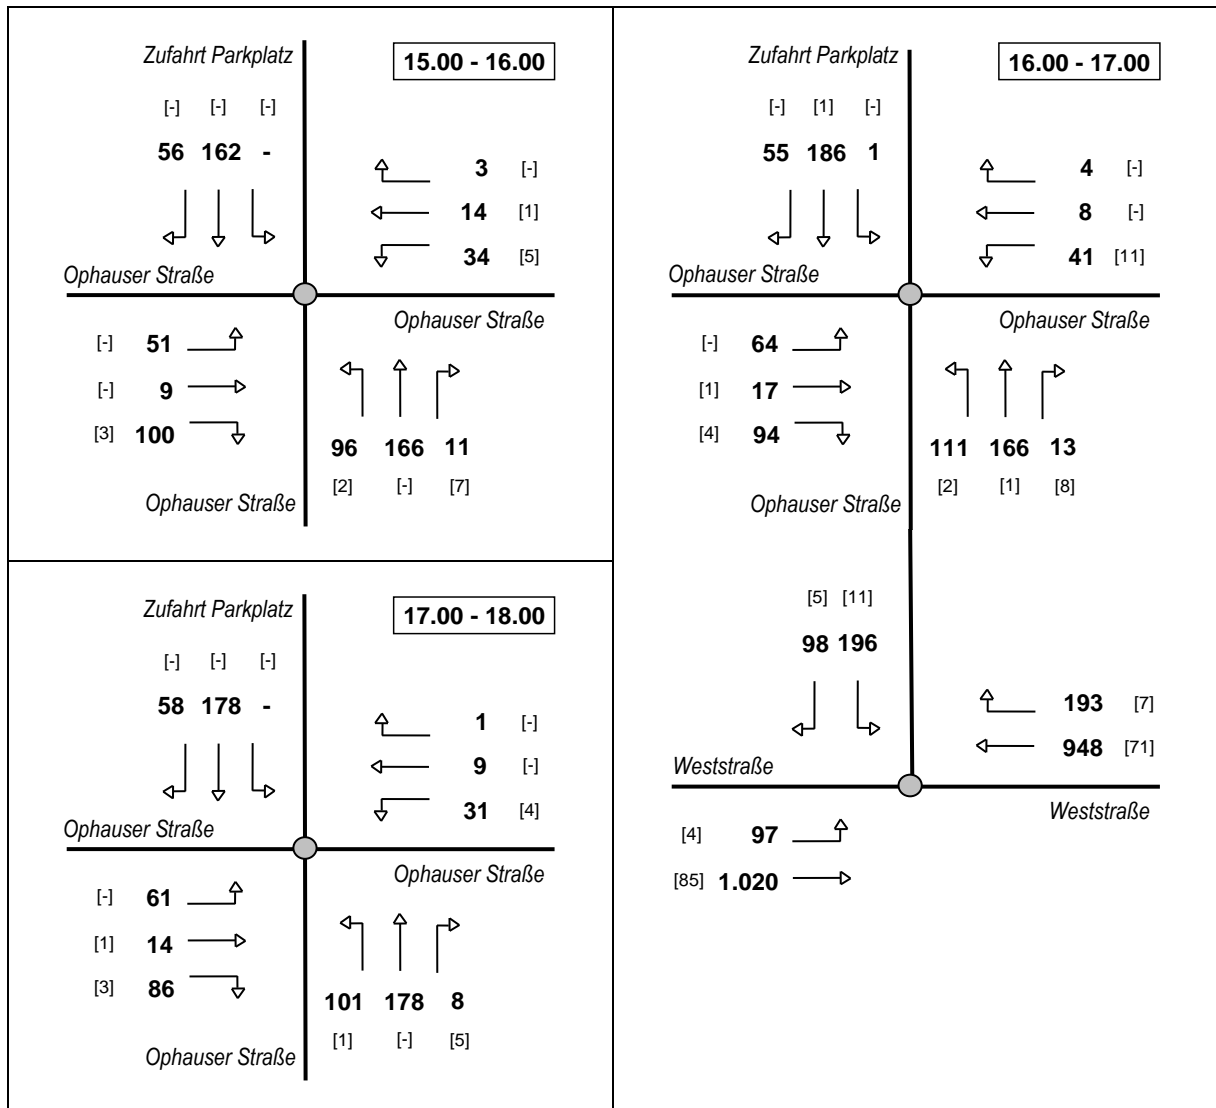 Zufahrt Parkplatz
15.00 - 16.00
[-] [-] [-]
56 162 -
3 [-]
14 [1]
34 [5]
Ophauser Straße
Ophauser Straße
[-] 51
[-] 9
[3] 100
96 166 11
[2] [-] [7]
Ophauser Straße
Zufahrt Parkplatz
16.00 - 17.00
[-] [1] [-]
55 186 1
4 [-]
8 [-]
41 [11]
Ophauser Straße
Ophauser Straße
[-] 64
[1] 17
[4] 94
111 166 13
[2] [1] [8]
Ophauser Straße
[5] [11]
98 196
193 [7]
948 [71]
Weststraße
Weststraße
[4] 97
[85] 1.020
Zufahrt Parkplatz
17.00 - 18.00
[-] [-] [-]
58 178 -
1 [-]
9 [-]
31 [4]
Ophauser Straße
Ophauser Straße
[-] 61
[1] 14
[3] 86
101 178 8
[1] [-] [5]
Ophauser Straße